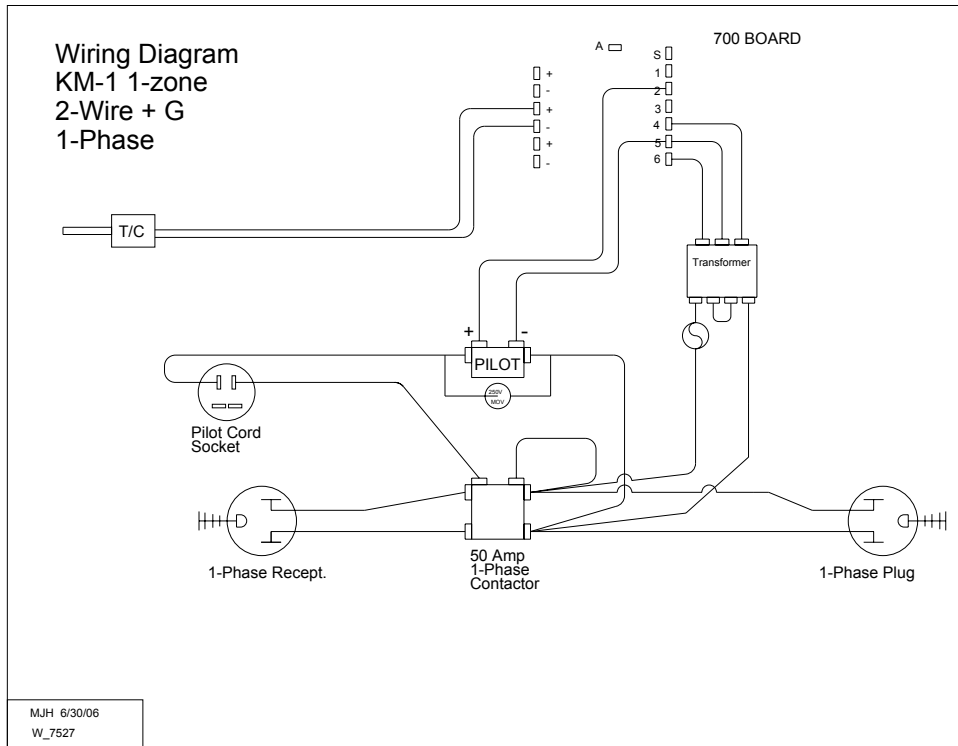 Wiring Diagram
KM-1 1-zone
2-Wire + G
1-Phase
700 BOARD
A
S
1
2
3
4
5
6
+
-
+
-
+
-
T/C
Transformer
+
-
PILOT
250V
MOV
Pilot Cord
Socket
50 Amp
1-Phase
Contactor
1-Phase Recept.
1-Phase Plug
MJH 6/30/06
W_7527